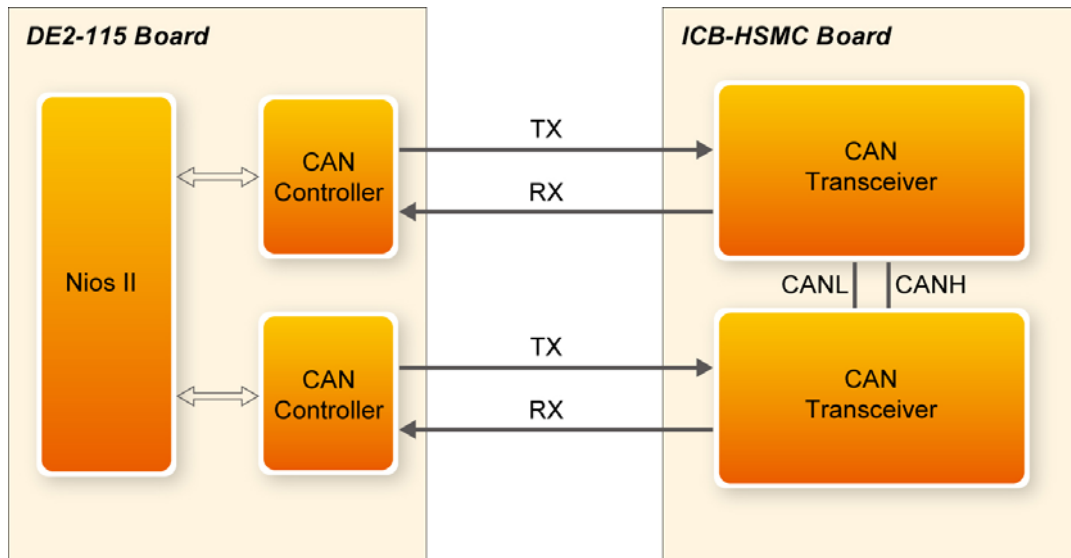 DE2-115 Board
ICB-HSMC Board
Nios II
CAN
Controller
TX
RX
CAN
Transceiver
CANL
CANH
CAN
Controller
TX
RX
CAN
Transceiver